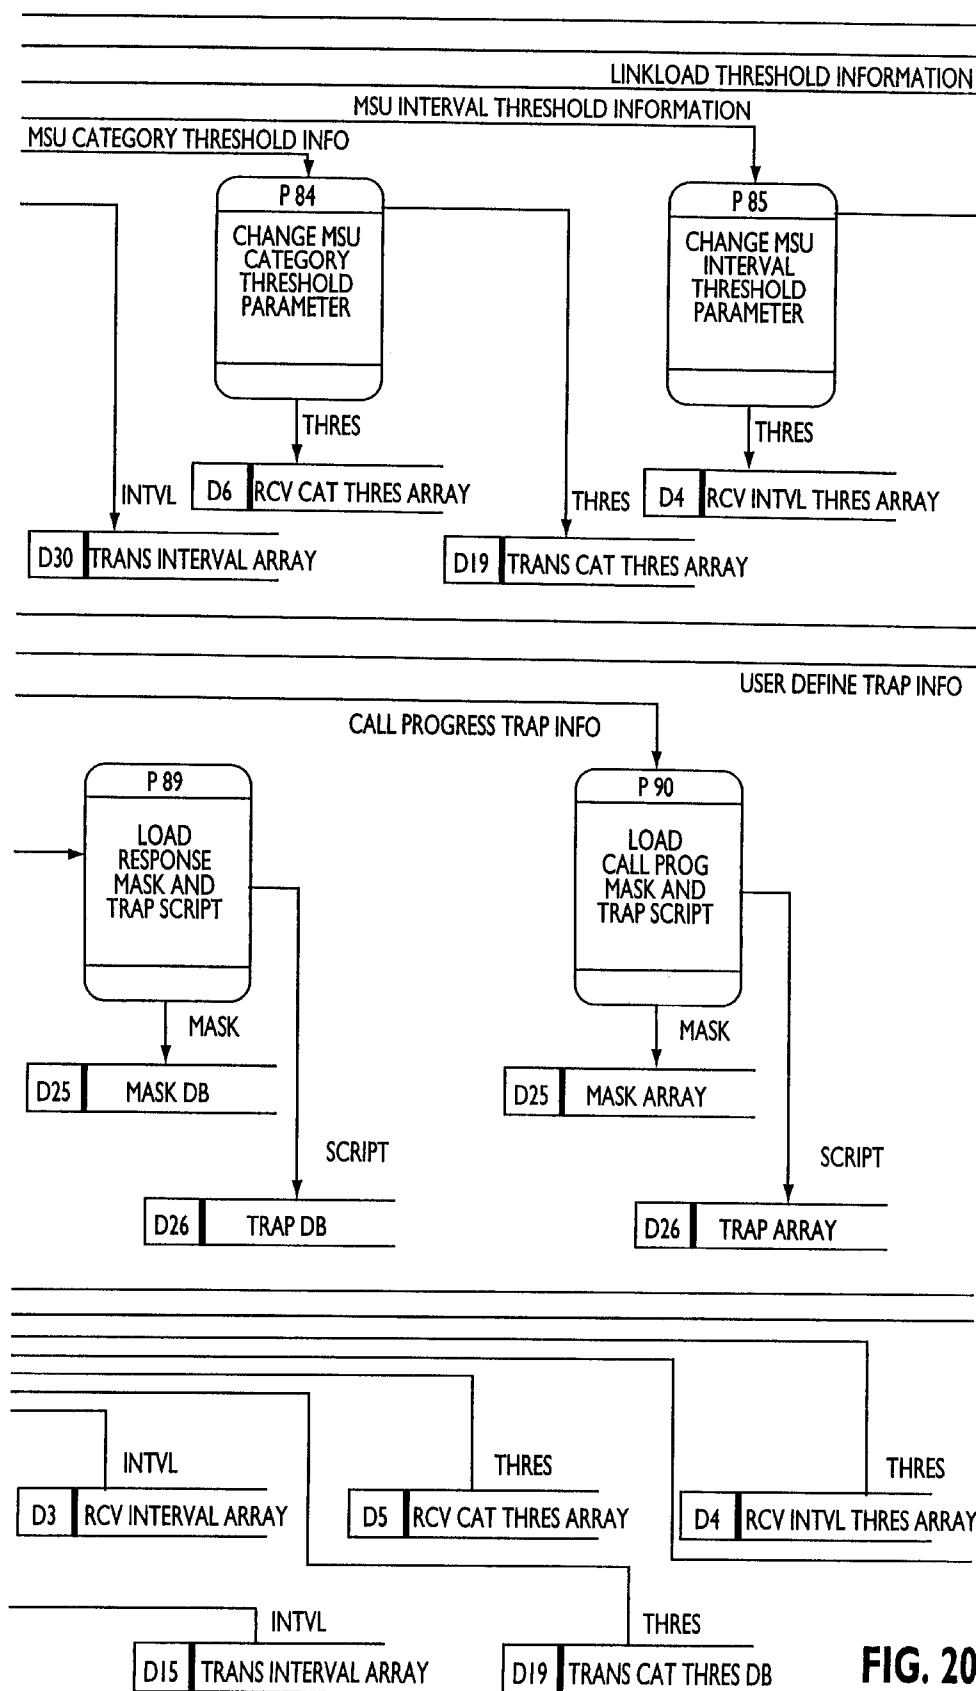 LINKLOAD THRESHOLD INFORMATION
MSU INTERVAL THRESHOLD INFORMATION
MSU CATEGORY THRESHOLD INFO
P 84
CHANGE MSU
CATEGORY
THRESHOLD
PARAMETER
P 85
CHANGE MSU
INTERVAL
THRESHOLD
PARAMETER
THRES
THRES
INTVL
D6 RCV CAT THRES ARRAY
THRES
D4 RCV INTVL THRES ARRAY
D30 TRANS INTERVAL ARRAY
D19 TRANS CAT THRES ARRAY
USER DEFINE TRAP INFO
CALL PROGRESS TRAP INFO
P 89
LOAD
RESPONSE
MASK AND
TRAP SCRIPT
P 90
LOAD
CALL PROG
MASK AND
TRAP SCRIPT
MASK
MASK
D25 MASK DB
D25 MASK ARRAY
SCRIPT
SCRIPT
D26 TRAP DB
D26 TRAP ARRAY
INTVL
THRES
THRES
D3 RCV INTERVAL ARRAY
D5 RCV CAT THRES ARRAY
D4 RCV INTVL THRES ARRAY
INTVL
THRES
D15 TRANS INTERVAL ARRAY
D19 TRANS CAT THRES DB
FIG. 20